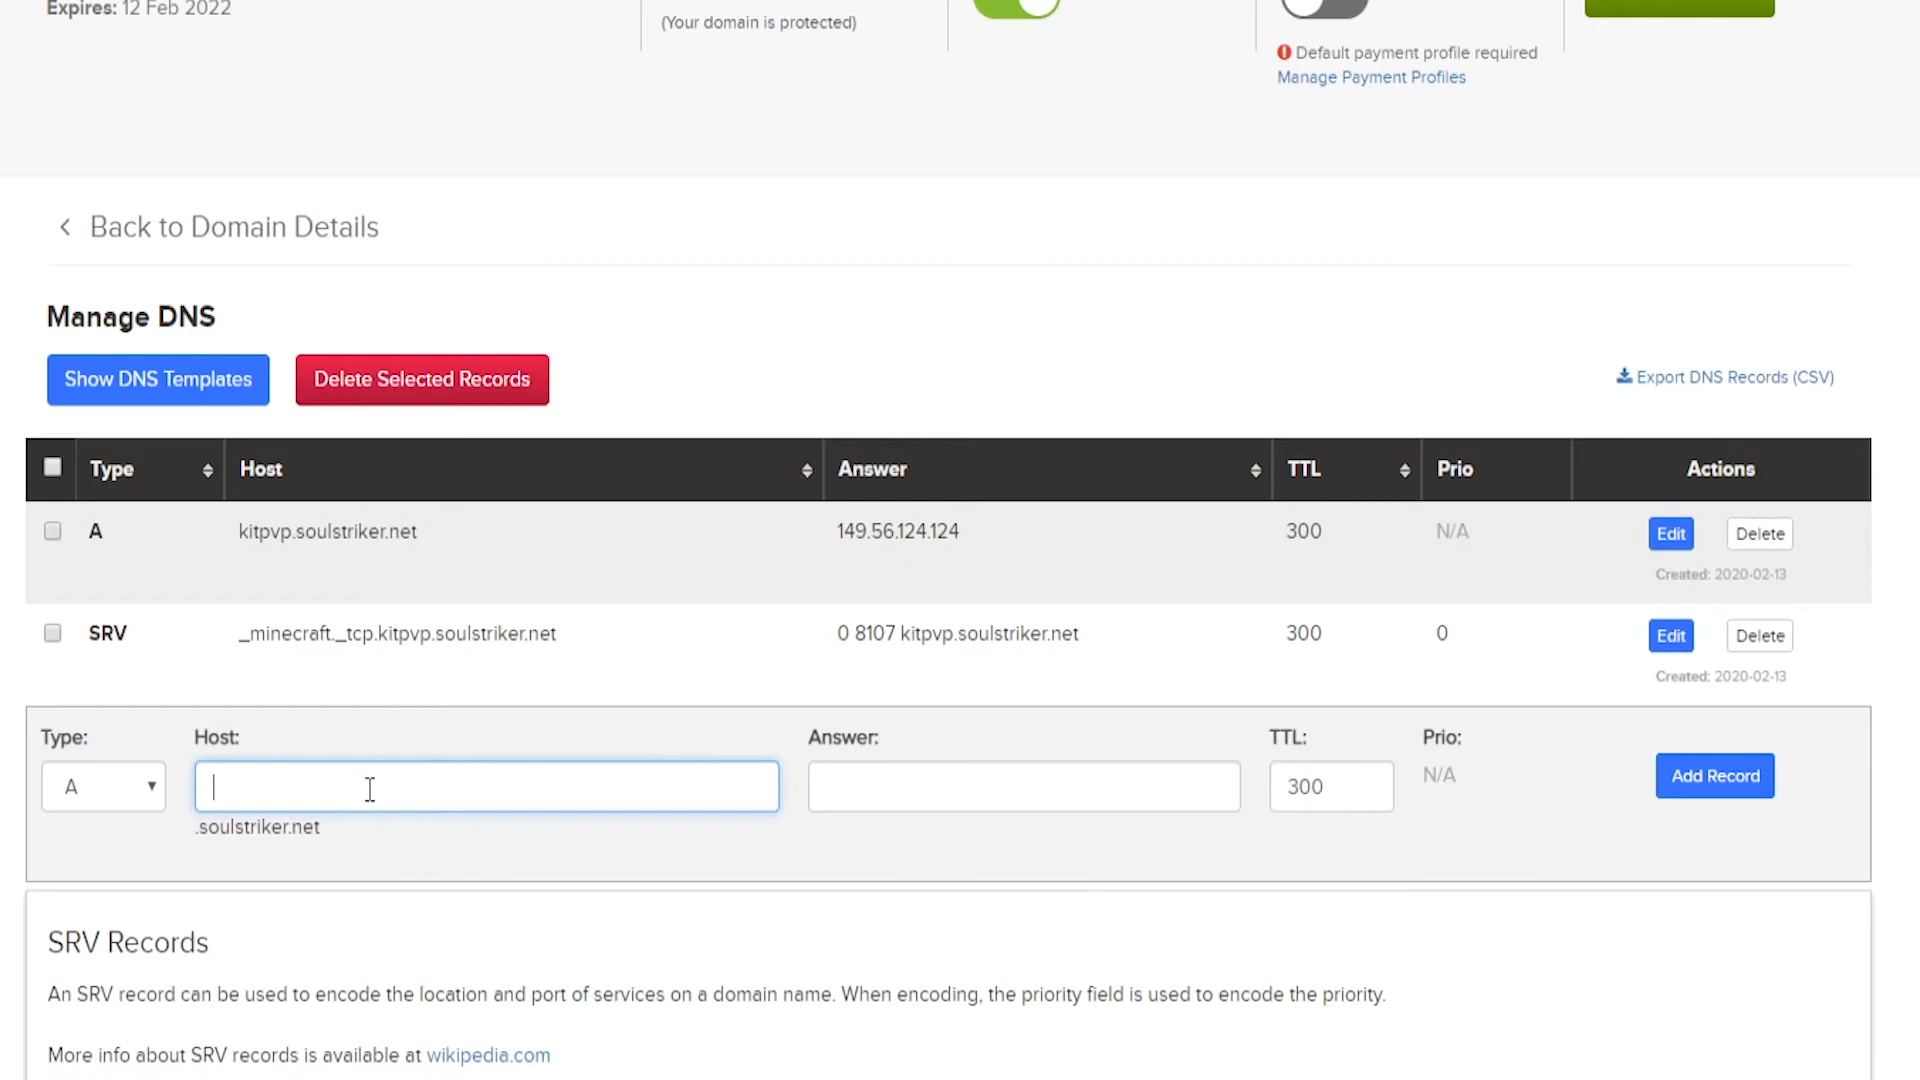 Expires: 12 Feb 2022
(Your domain is protected)
Default payment profile required
Manage Payment Profiles
Back to Domain Details
Manage DNS
Show DNS Templates
Delete Selected Records
Export DNS Records (CSV)
Type Host Answer TTL Prio Actions
A kitpvp.soulstriker.net 149.56.124.124 300 N/A Edit Delete
Created: 2020-02-13
SRV _minecraft._tcp.kitpvp.soulstriker.net 0 8107 kitpvp.soulstriker.net 300 0 Edit Delete
Created: 2020-02-13
Type: Host: Answer: TTL: Prio:
A 300 N/A Add Record
.soulstriker.net
SRV Records
An SRV record can be used to encode the location and port of services on a domain name. When encoding, the priority field is used to encode the priority.
More info about SRV records is available at wikipedia.com